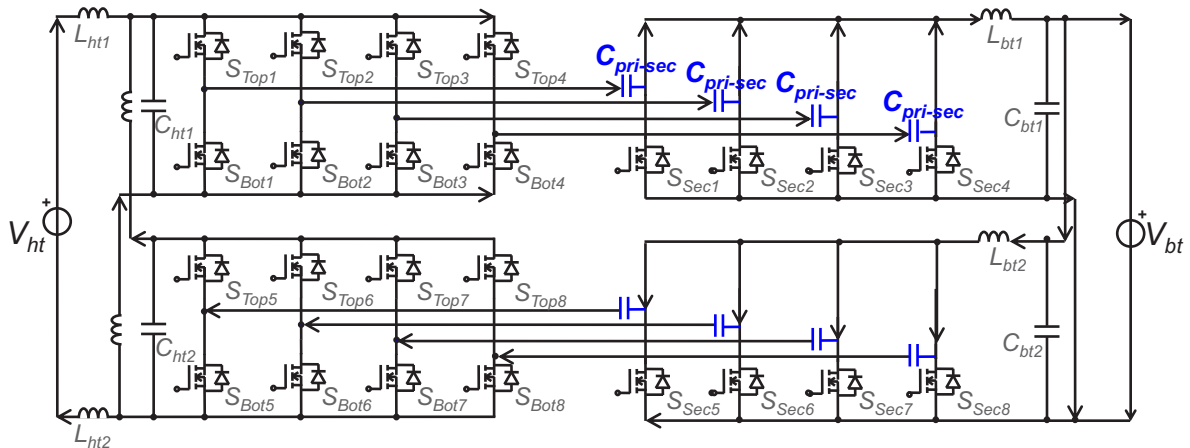 L_ht1
S_Top1 S_Top2 S_Top3 S_Top4
C_pri-sec C_pri-sec C_pri-sec C_pri-sec
L_bt1
C_ht1
C_bt1
S_Bot1 S_Bot2 S_Bot3 S_Bot4
S_Sec1 S_Sec2 S_Sec3 S_Sec4
+
V_ht
+
V_bt
L_bt2
S_Top5 S_Top6 S_Top7 S_Top8
C_ht2
C_bt2
S_Bot5 S_Bot6 S_Bot7 S_Bot8
S_Sec5 S_Sec6 S_Sec7 S_Sec8
L_ht2